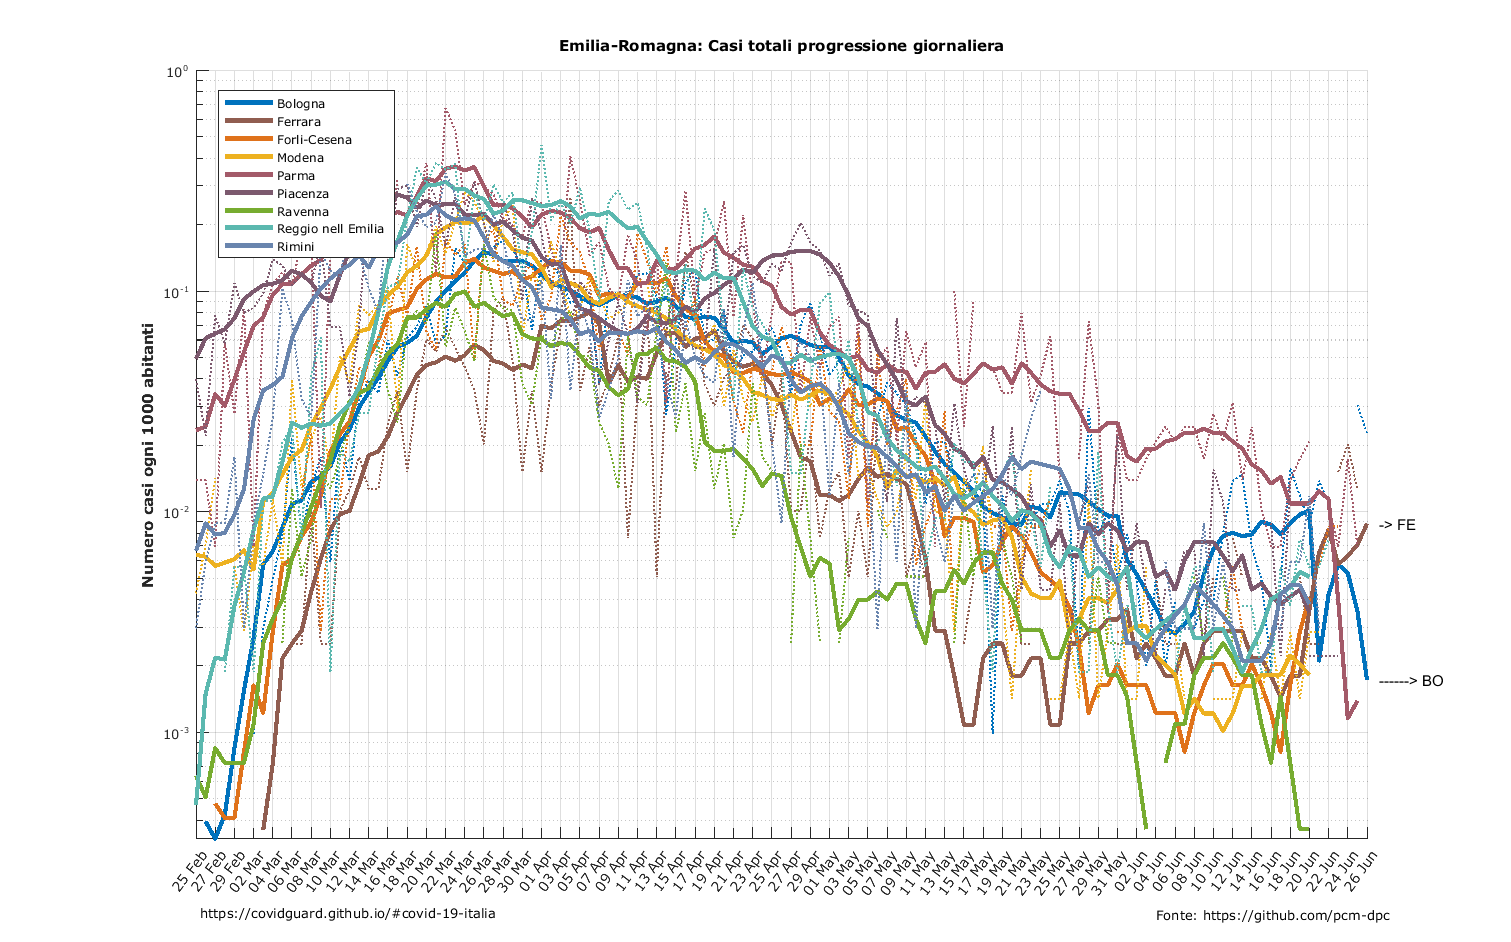 Emilia-Romagna: Casi totali progressione giornaliera
10⁰
10⁻¹
10⁻²
10⁻³
Numero casi ogni 1000 abitanti
Bologna
Ferrara
Forli-Cesena
Modena
Parma
Piacenza
Ravenna
Reggio nell Emilia
Rimini
-> FE
------> BO
25 Feb
27 Feb
29 Feb
02 Mar
04 Mar
06 Mar
08 Mar
10 Mar
12 Mar
14 Mar
16 Mar
18 Mar
20 Mar
22 Mar
24 Mar
26 Mar
28 Mar
30 Mar
01 Apr
03 Apr
05 Apr
07 Apr
09 Apr
11 Apr
13 Apr
15 Apr
17 Apr
19 Apr
21 Apr
23 Apr
25 Apr
27 Apr
29 Apr
01 May
03 May
05 May
07 May
09 May
11 May
13 May
15 May
17 May
19 May
21 May
23 May
25 May
27 May
29 May
31 May
02 Jun
04 Jun
06 Jun
08 Jun
10 Jun
12 Jun
14 Jun
16 Jun
18 Jun
20 Jun
22 Jun
24 Jun
26 Jun
https://covidguard.github.io/#covid-19-italia
Fonte: https://github.com/pcm-dpc